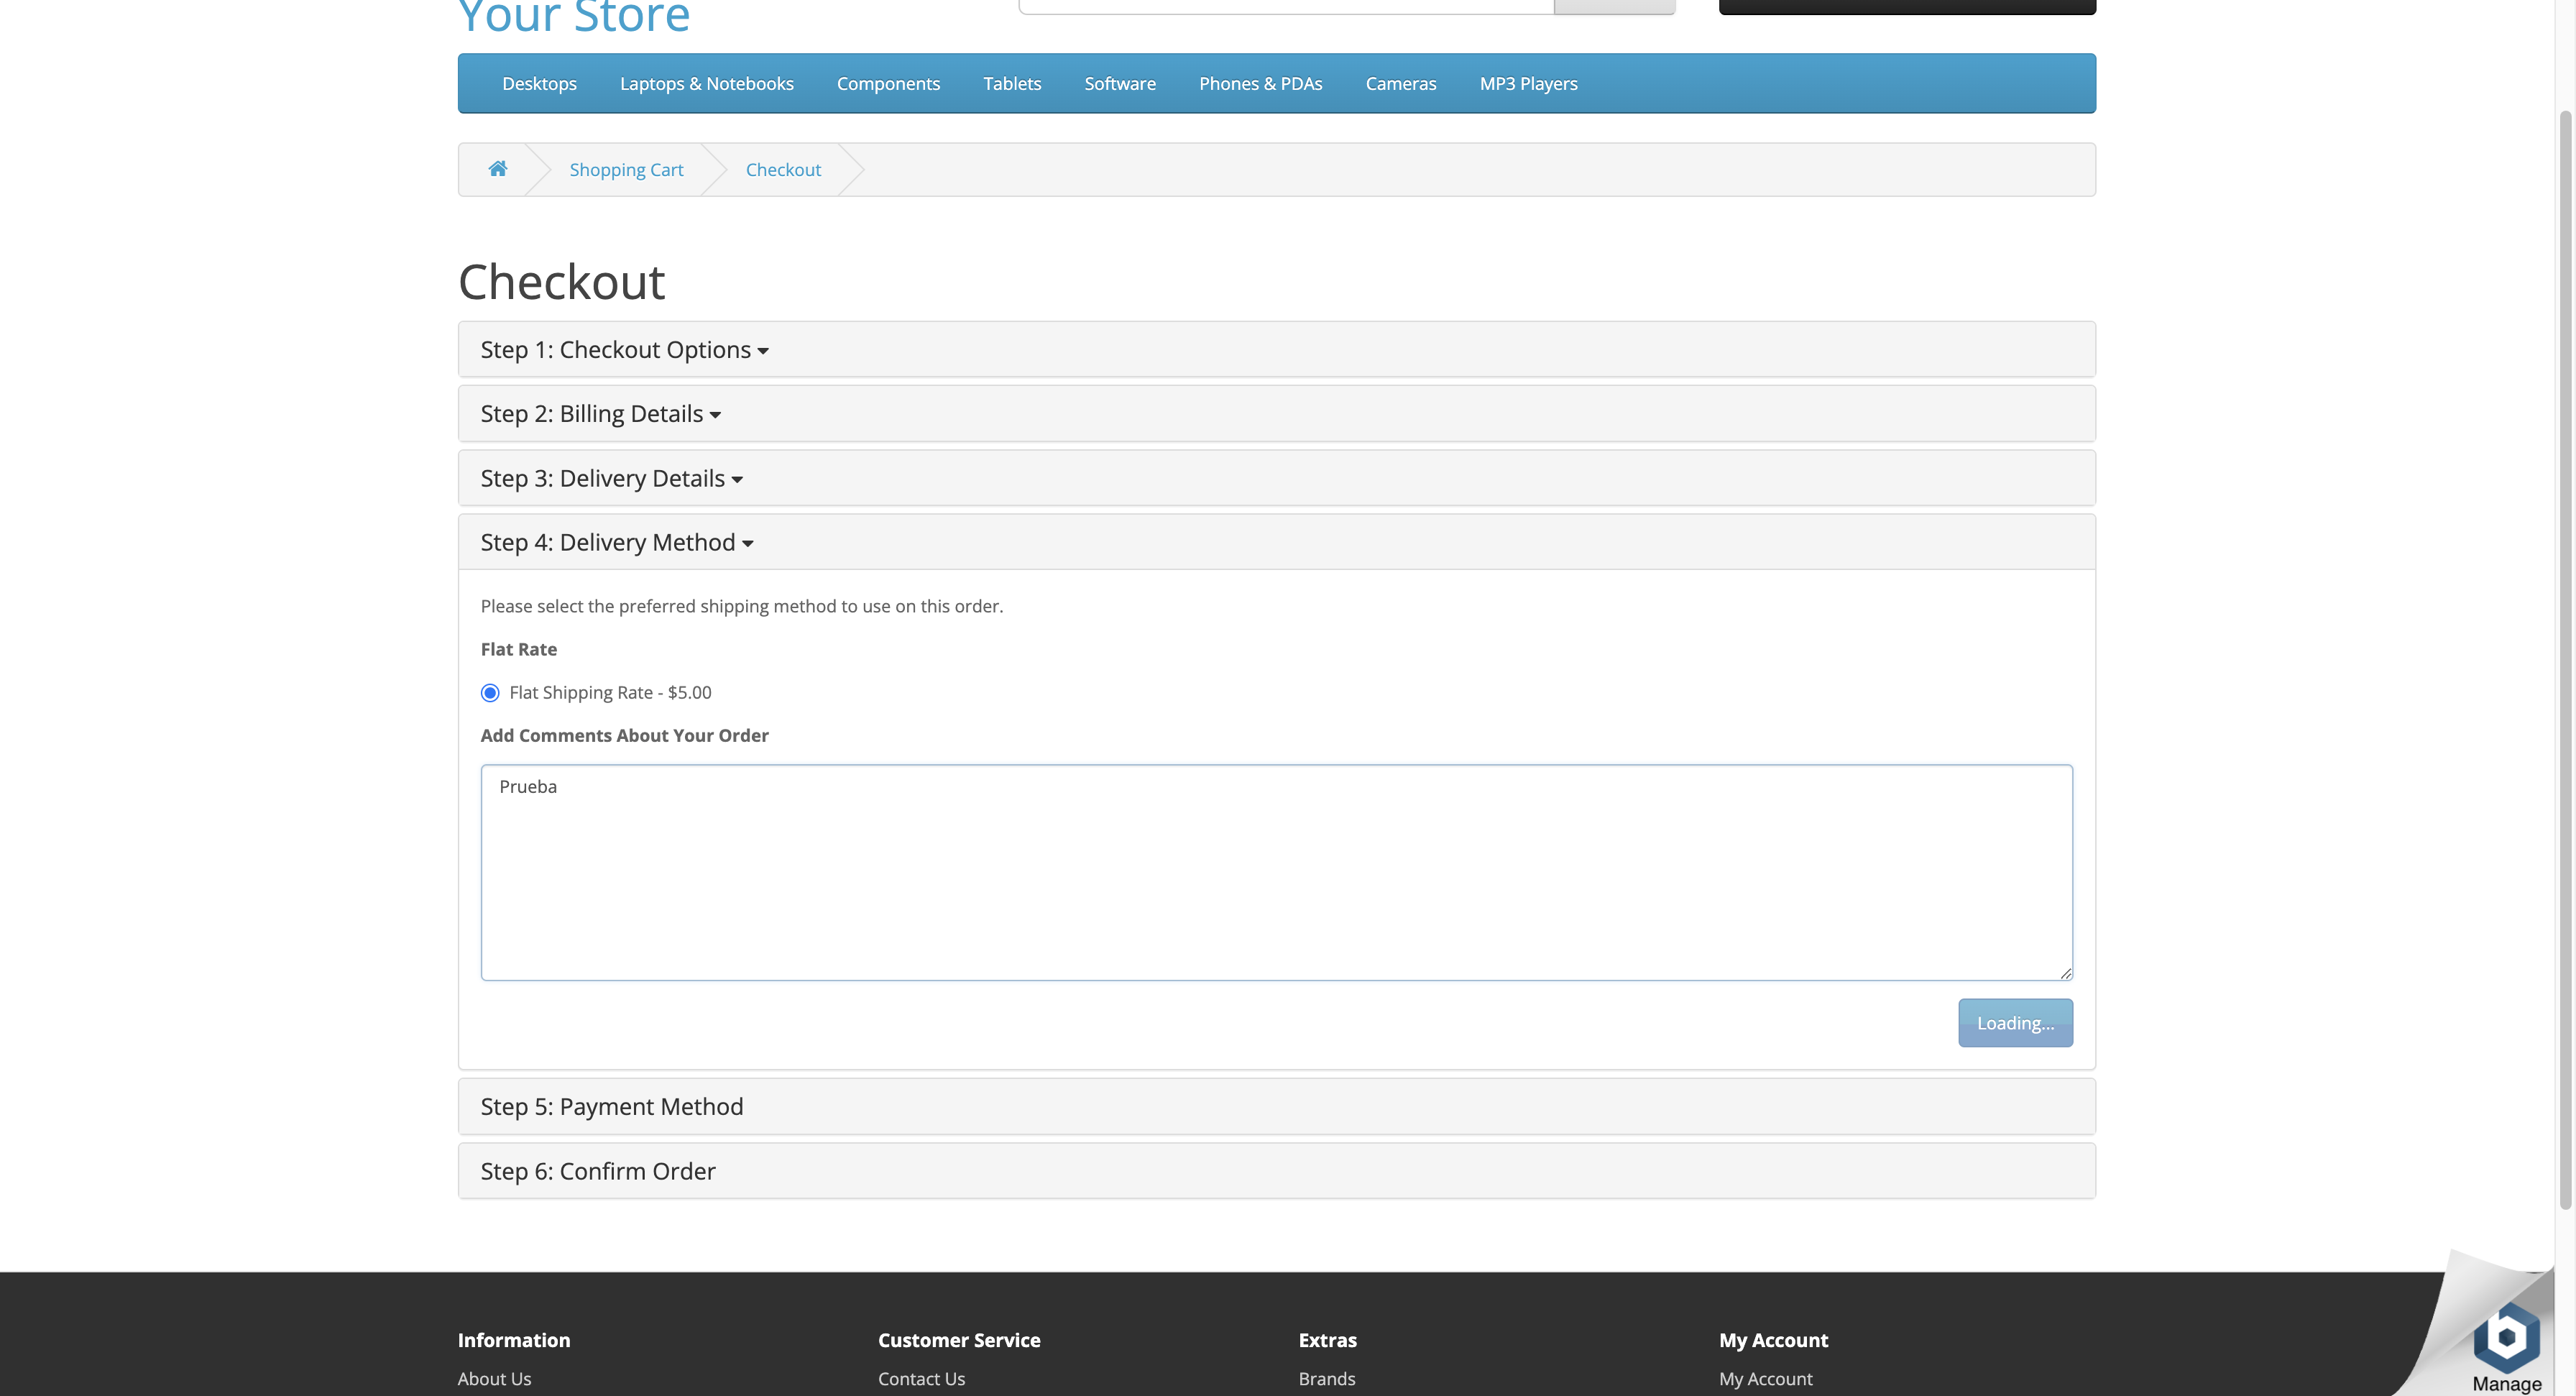 Your Store
Desktops Laptops & Notebooks Components Tablets Software Phones & PDAs Cameras MP3 Players
Shopping Cart Checkout
Checkout
Step 1: Checkout Options
Step 2: Billing Details
Step 3: Delivery Details
Step 4: Delivery Method
Please select the preferred shipping method to use on this order.
Flat Rate
Flat Shipping Rate - $5.00
Add Comments About Your Order
Prueba
Loading...
Step 5: Payment Method
Step 6: Confirm Order
Information Customer Service Extras My Account
About Us Contact Us Brands My Account
b
Manage